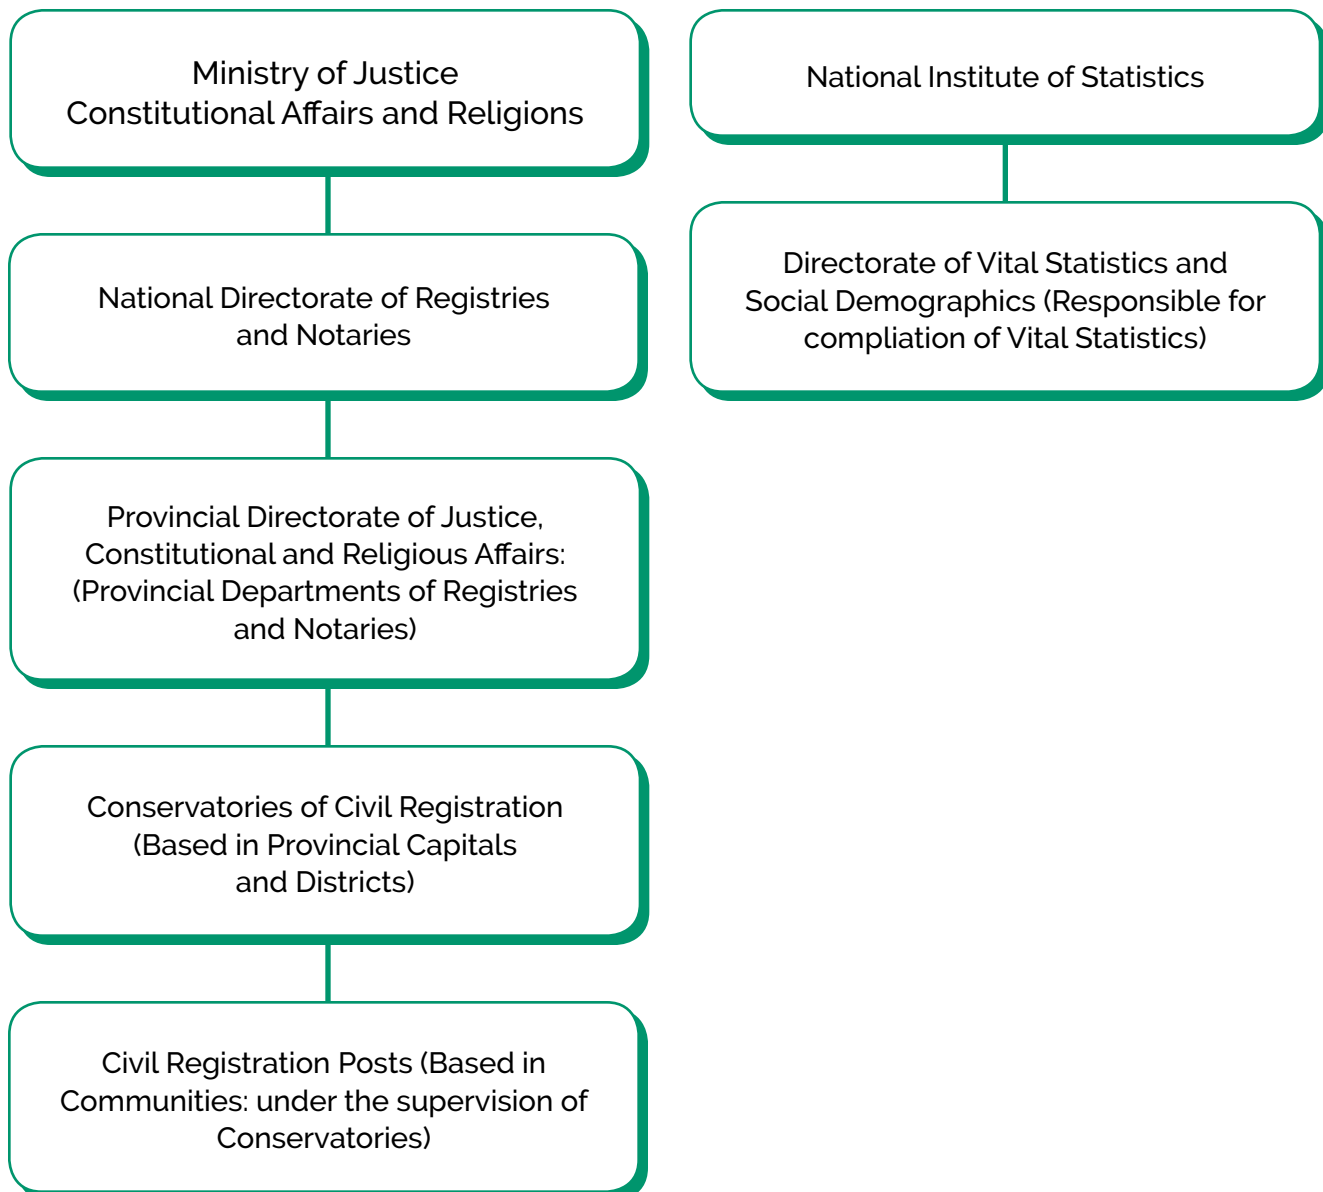 Ministry of Justice
Constitutional Affairs and Religions
National Directorate of Registries
and Notaries
Provincial Directorate of Justice,
Constitutional and Religious Affairs:
(Provincial Departments of Registries
and Notaries)
Conservatories of Civil Registration
(Based in Provincial Capitals
and Districts)
Civil Registration Posts (Based in
Communities: under the supervision of
Conservatories)
National Institute of Statistics
Directorate of Vital Statistics and
Social Demographics (Responsible for
compliation of Vital Statistics)